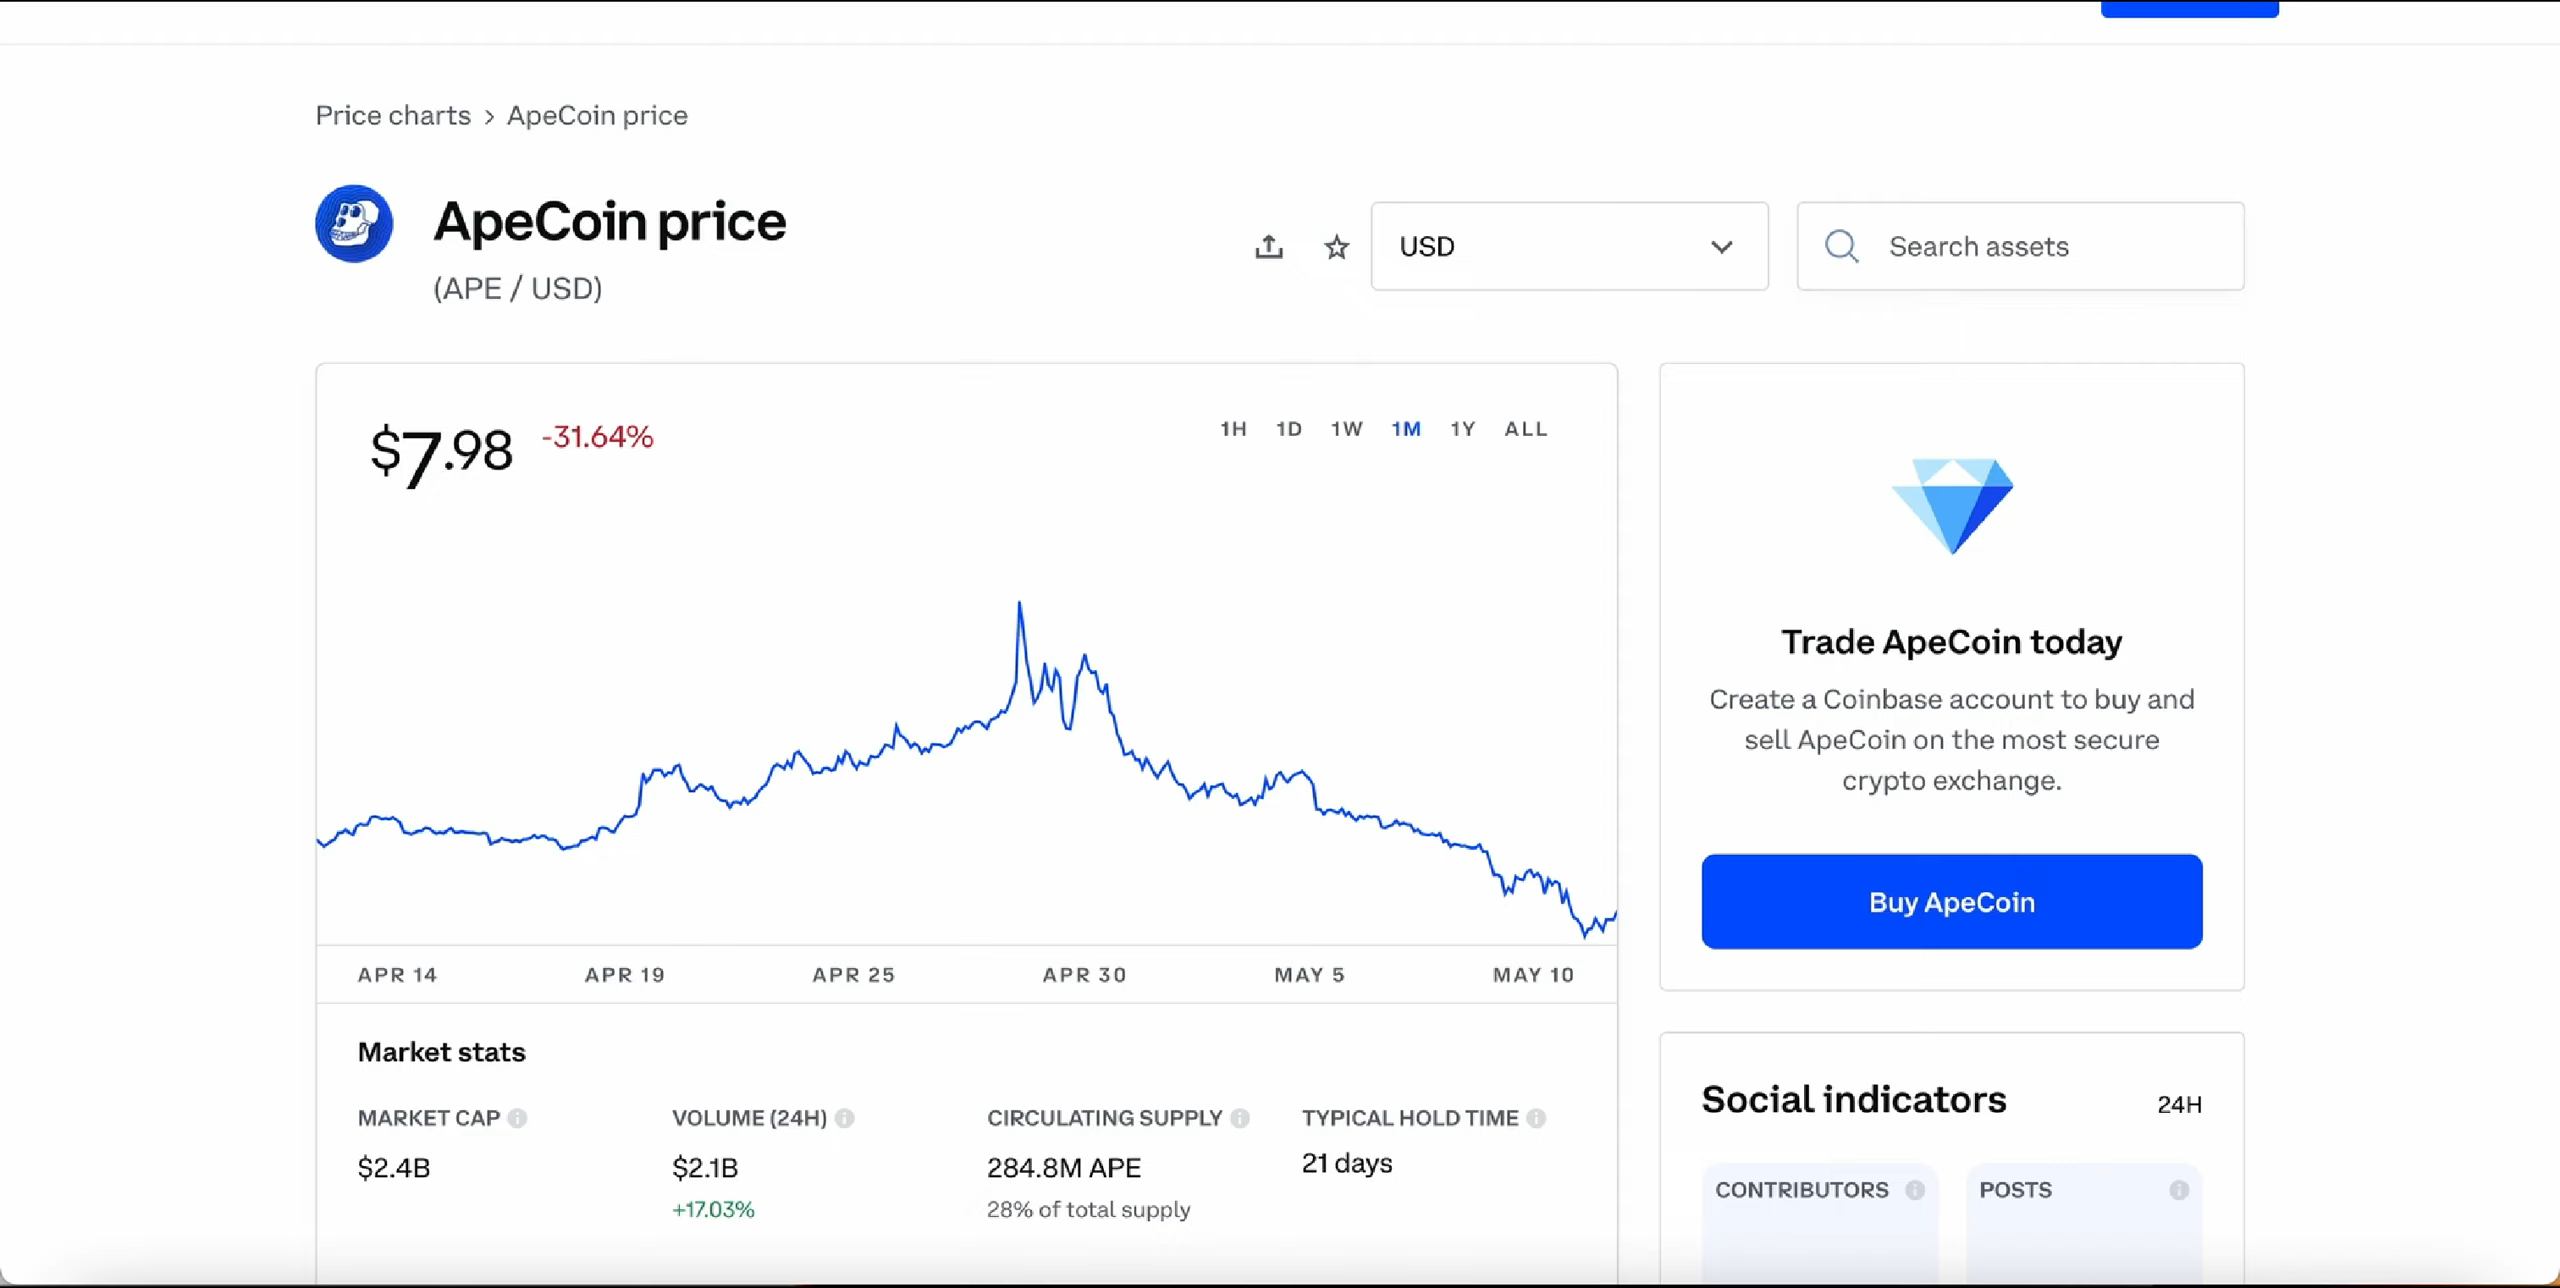 Price charts > ApeCoin price
ApeCoin price
(APE / USD)
USD
Search assets
$7.98 -31.64%
1H 1D 1W 1M 1Y ALL
APR 14 APR 19 APR 25 APR 30 MAY 5 MAY 10
Market stats
MARKET CAP
$2.4B
VOLUME (24H)
$2.1B
+17.03%
CIRCULATING SUPPLY
284.8M APE
28% of total supply
TYPICAL HOLD TIME
21 days
Trade ApeCoin today
Create a Coinbase account to buy and
sell ApeCoin on the most secure
crypto exchange.
Buy ApeCoin
Social indicators 24H
CONTRIBUTORS
POSTS